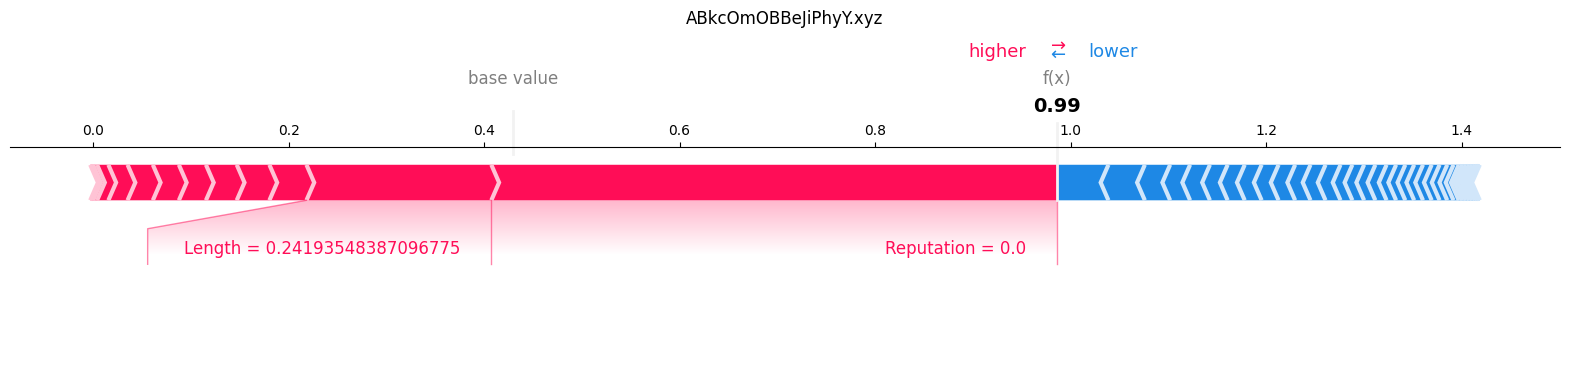 ABkcOmOBBeJiPhyY.xyz
higher → ← lower
base value f(x)
0.99
0.0 0.2 0.4 0.6 0.8 1.0 1.2 1.4
Length = 0.24193548387096775 Reputation = 0.0